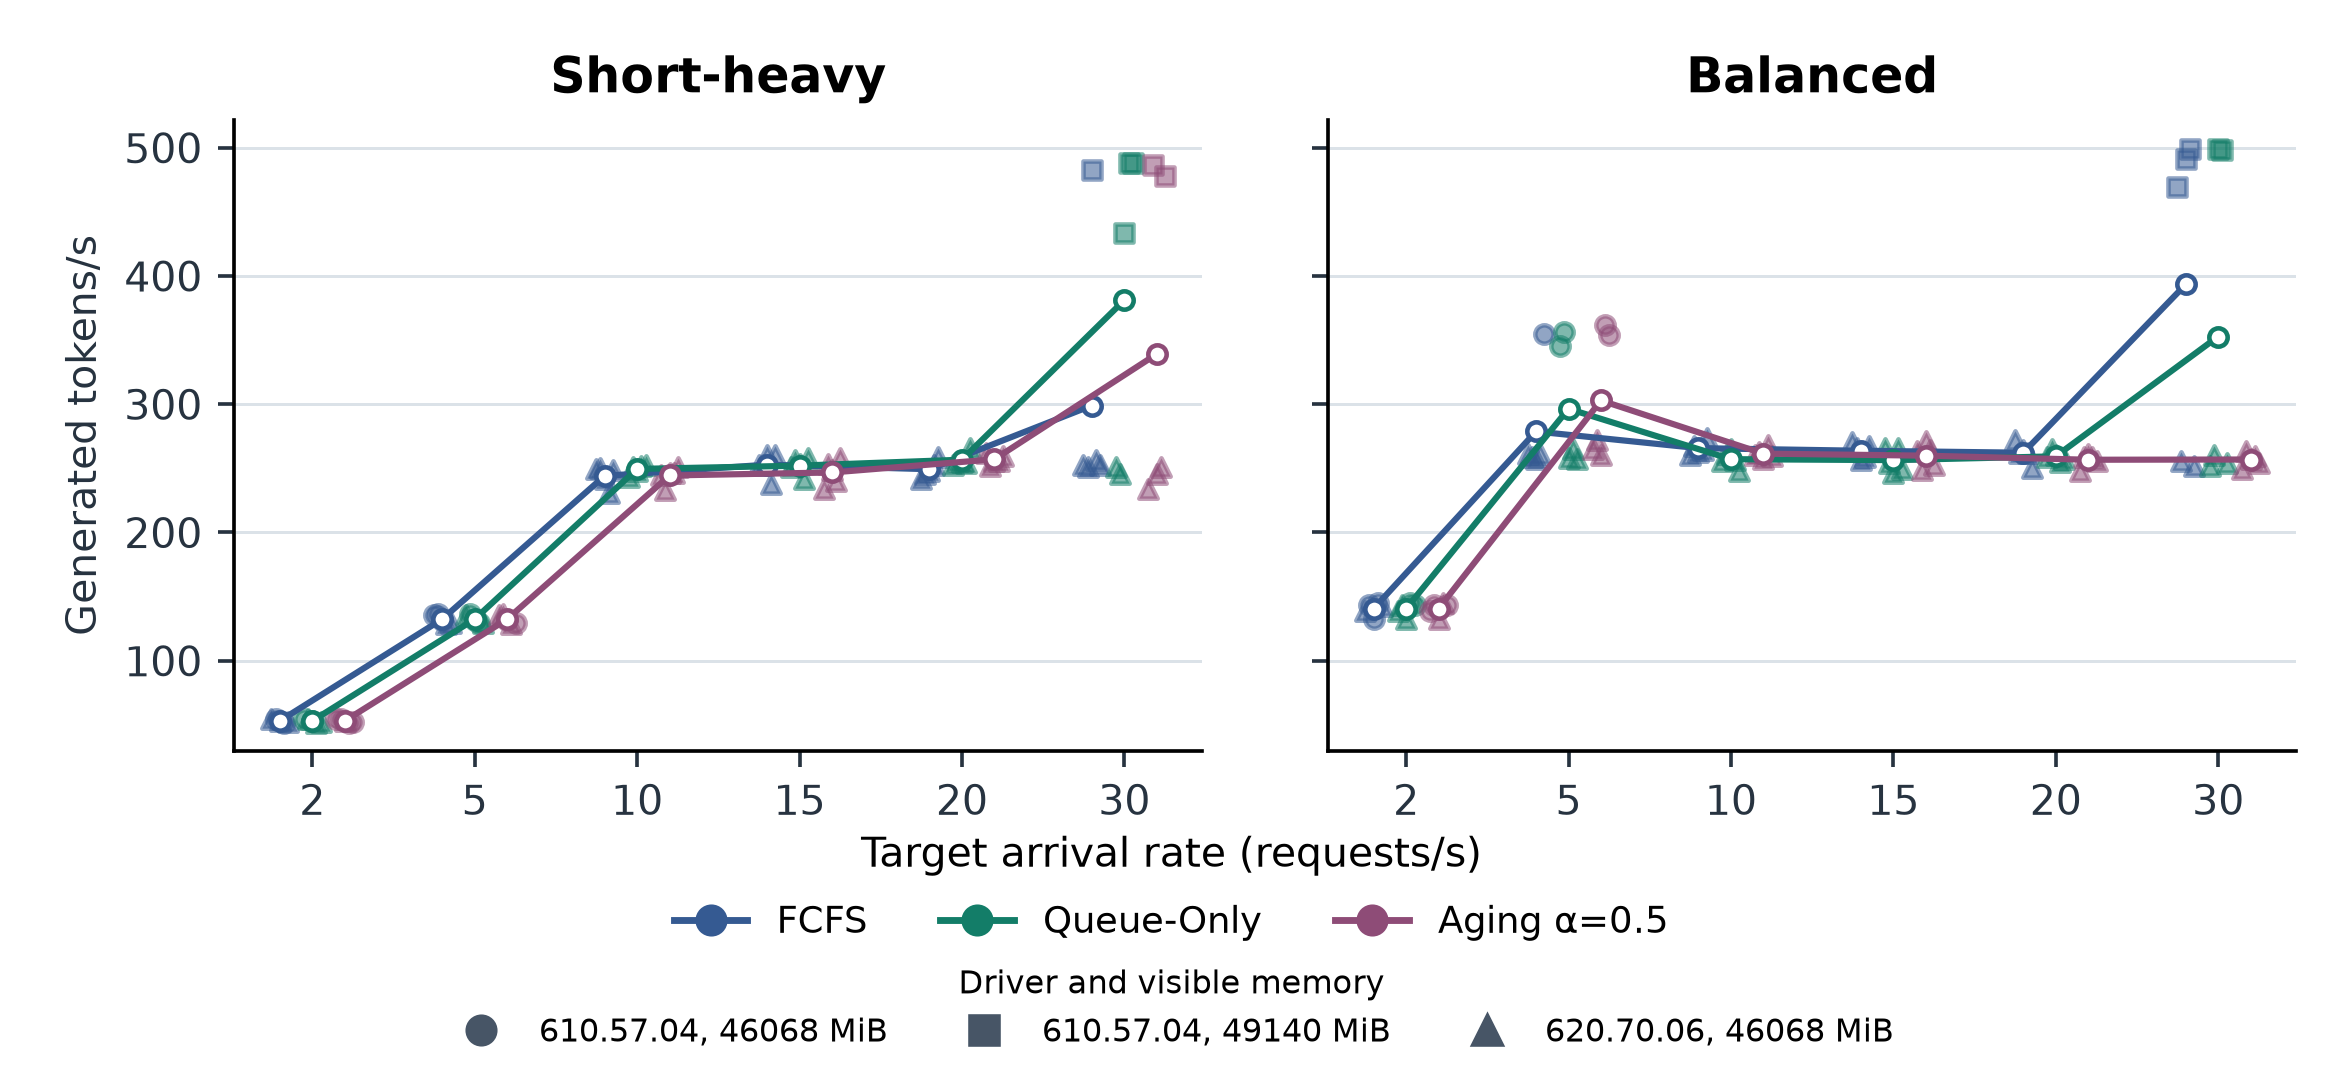 Short-heavy
Balanced
Generated tokens/s
500
400
300
200
100
2 5 10 15 20 30
2 5 10 15 20 30
Target arrival rate (requests/s)
FCFS Queue-Only Aging α=0.5
Driver and visible memory
610.57.04, 46068 MiB 610.57.04, 49140 MiB 620.70.06, 46068 MiB